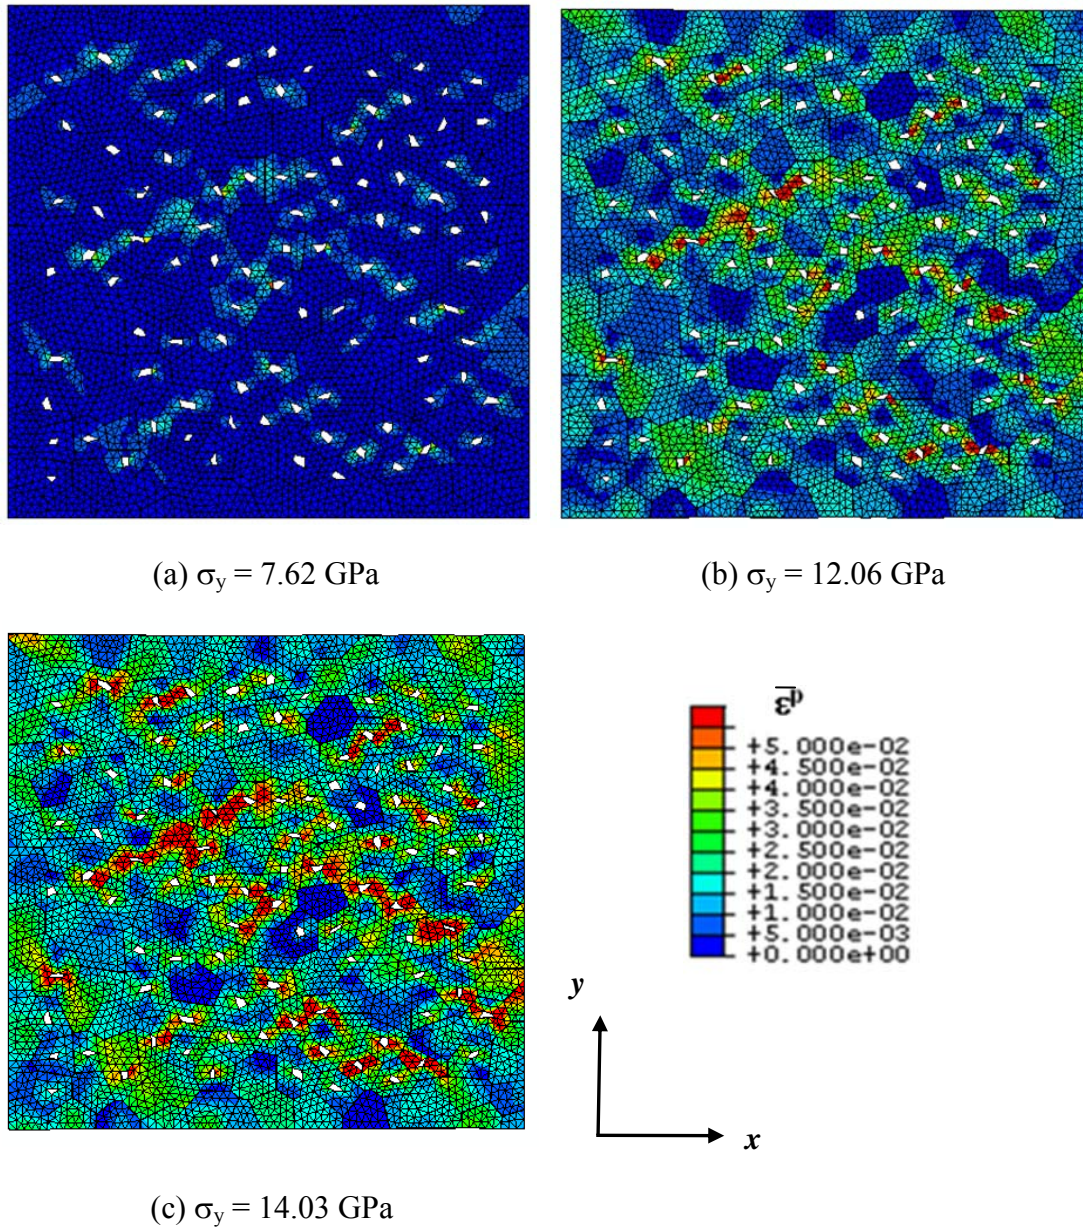 (a) σy = 7.62 GPa
(b) σy = 12.06 GPa
ε̅ᵖ
+5.000e-02
+4.500e-02
+4.000e-02
+3.500e-02
+3.000e-02
+2.500e-02
+2.000e-02
+1.500e-02
+1.000e-02
+5.000e-03
+0.000e+00
y
x
(c) σy = 14.03 GPa